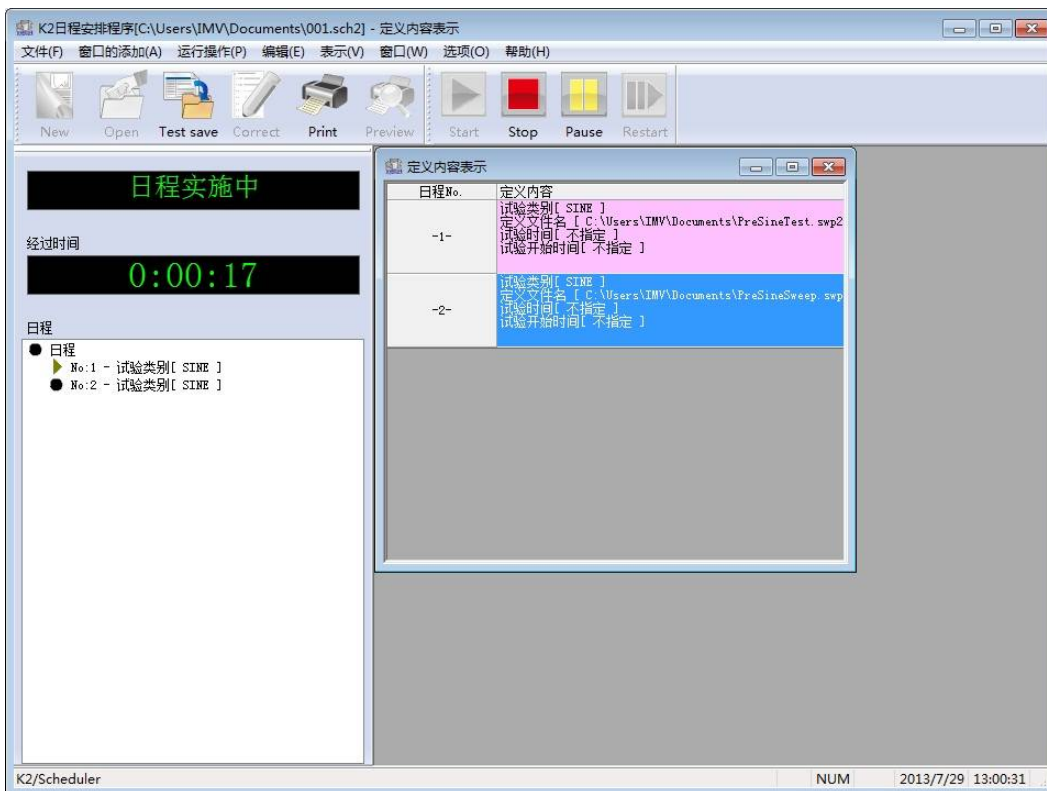 K2日程安排程序[C:\Users\IMV\Documents\001.sch2] - 定义内容表示
文件(F) 窗口的添加(A) 运行操作(P) 编辑(E) 表示(V) 窗口(W) 选项(O) 帮助(H)
New Open Test save Correct Print Preview Start Stop Pause Restart
日程实施中
经过时间
0:00:17
日程
日程
No:1 - 试验类别[ SINE ]
No:2 - 试验类别[ SINE ]
定义内容表示
日程No. 定义内容
-1-
试验类别[ SINE ]
定义文件名 [ C:\Users\IMV\Documents\PreSineTest.swp2
试验时间[ 不指定 ]
试验开始时间[ 不指定 ]
-2-
试验类别[ SINE ]
定义文件名 [ C:\Users\IMV\Documents\PreSineSweep.swp
试验时间[ 不指定 ]
试验开始时间[ 不指定 ]
K2/Scheduler NUM 2013/7/29 13:00:31